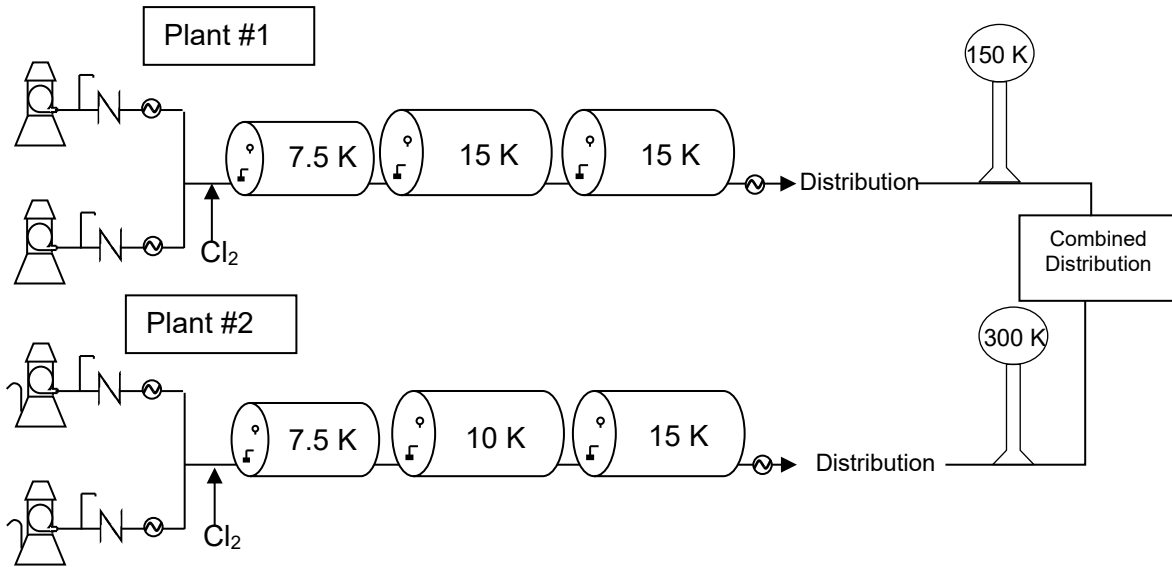 Plant #1
150 K
7.5 K
15 K
15 K
Distribution
Cl₂
Combined
Distribution
Plant #2
300 K
7.5 K
10 K
15 K
Distribution
Cl₂